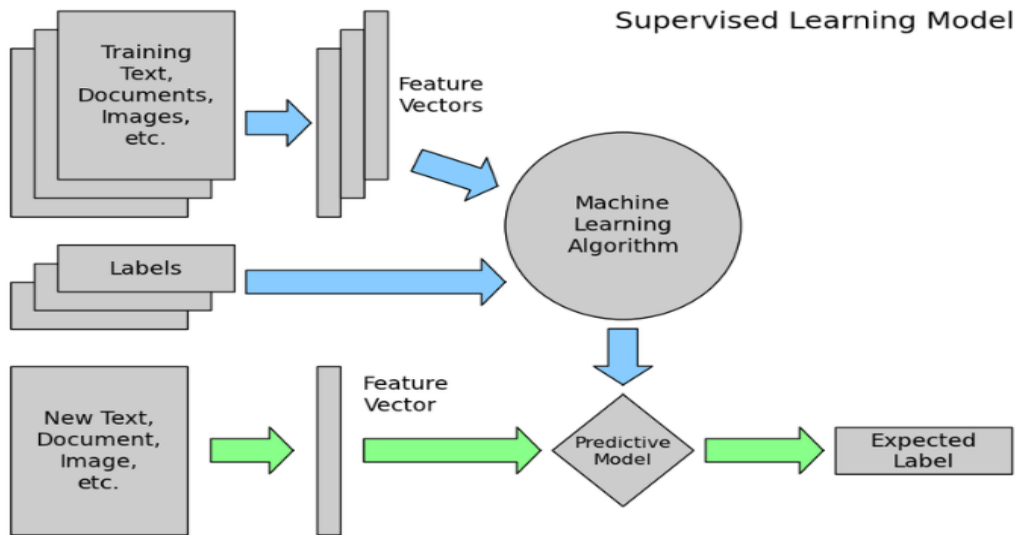 Supervised Learning Model
Training
Text,
Documents,
Images,
etc.
Feature
Vectors
Machine
Learning
Algorithm
Labels
New Text,
Document,
Image,
etc.
Feature
Vector
Predictive
Model
Expected
Label